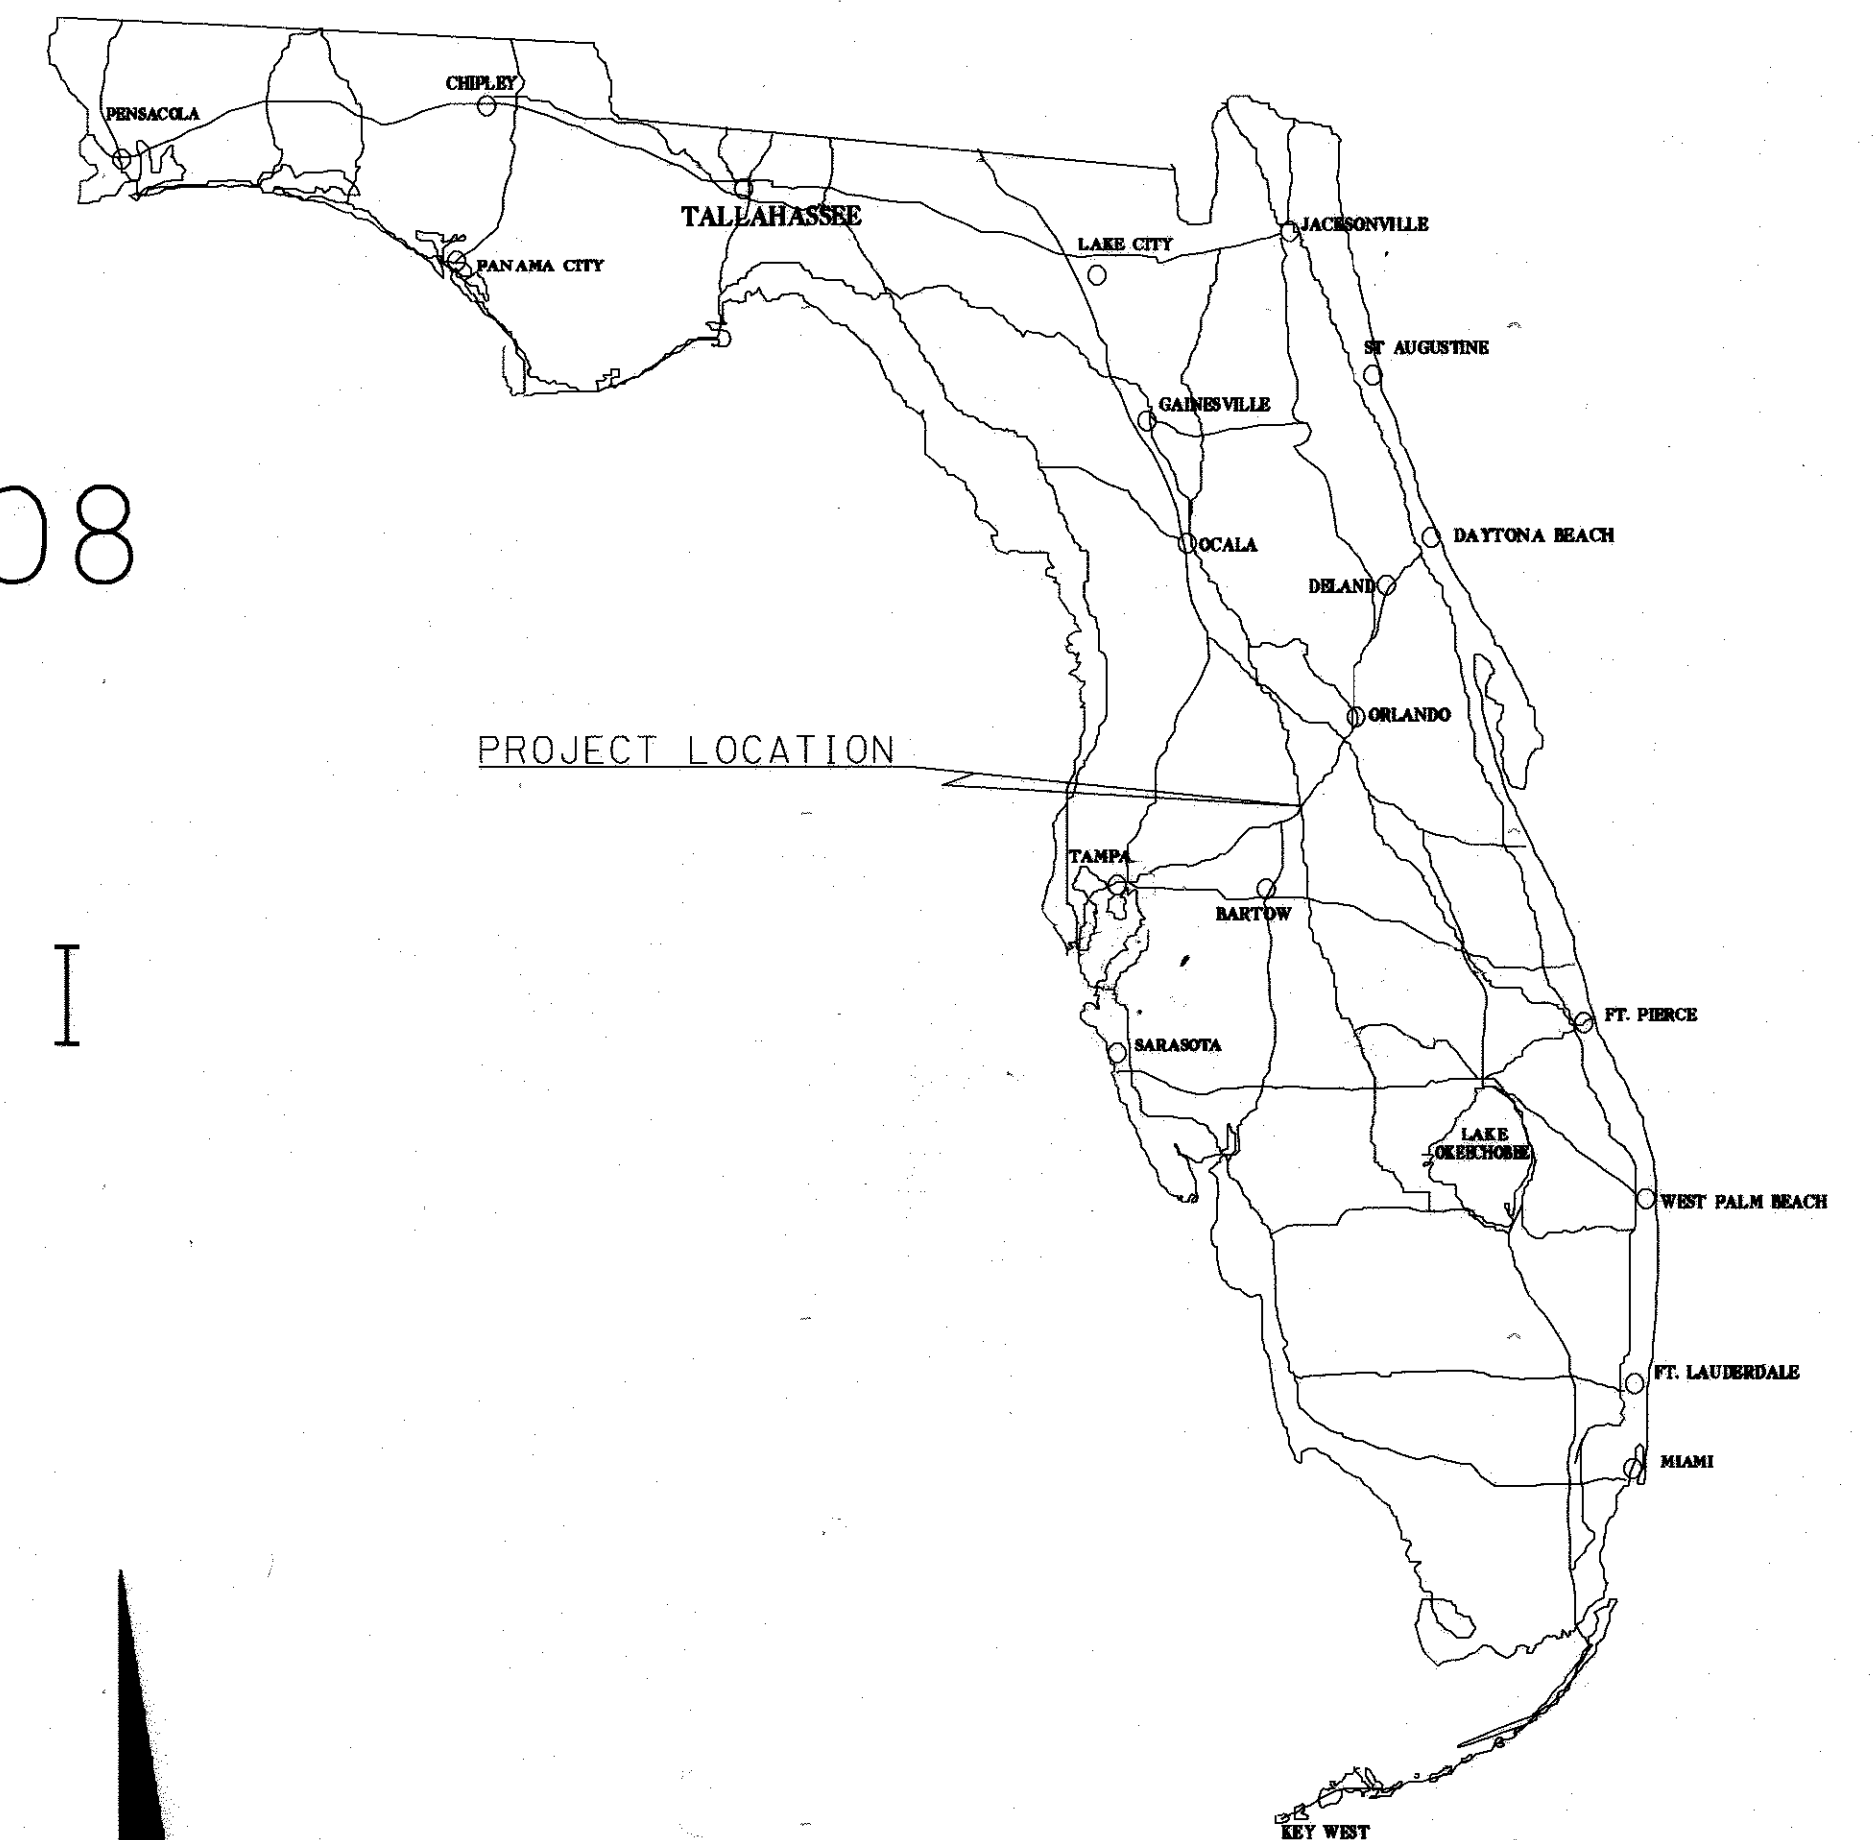 CHIPLEY
PENSACOLA
TALLAHASSEE
JACKSONVILLE
LAKE CITY
PANAMA CITY
ST AUGUSTINE
GAINESVILLE
08
DAYTONA BEACH
OCALA
DELAND
ORLANDO
PROJECT LOCATION
TAMPA
BARTOW
I
FT. PIERCE
SARASOTA
LAKE
OKEECHOBEE
WEST PALM BEACH
FT. LAUDERDALE
MIAMI
KEY WEST